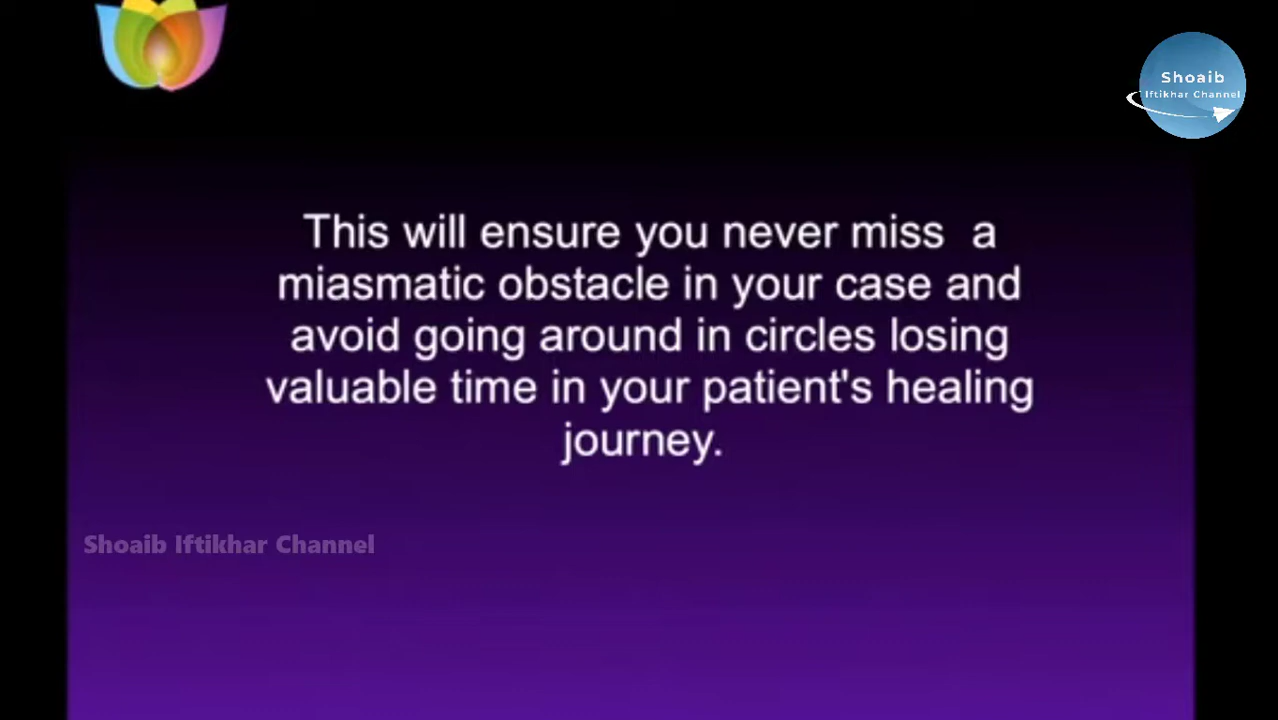 Shoaib
Iftikhar Channel
This will ensure you never miss  a
miasmatic obstacle in your case and
avoid going around in circles losing
valuable time in your patient's healing
journey.
Shoaib Iftikhar Channel